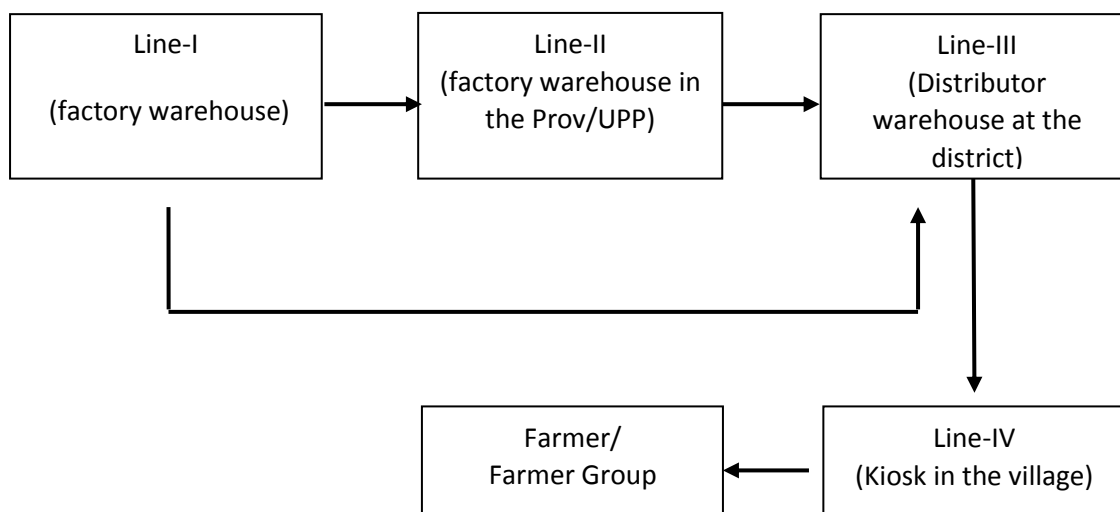 Line-I
(factory warehouse)
Line-II
(factory warehouse in
the Prov/UPP)
Line-III
(Distributor
warehouse at the
district)
Farmer/
Farmer Group
Line-IV
(Kiosk in the village)